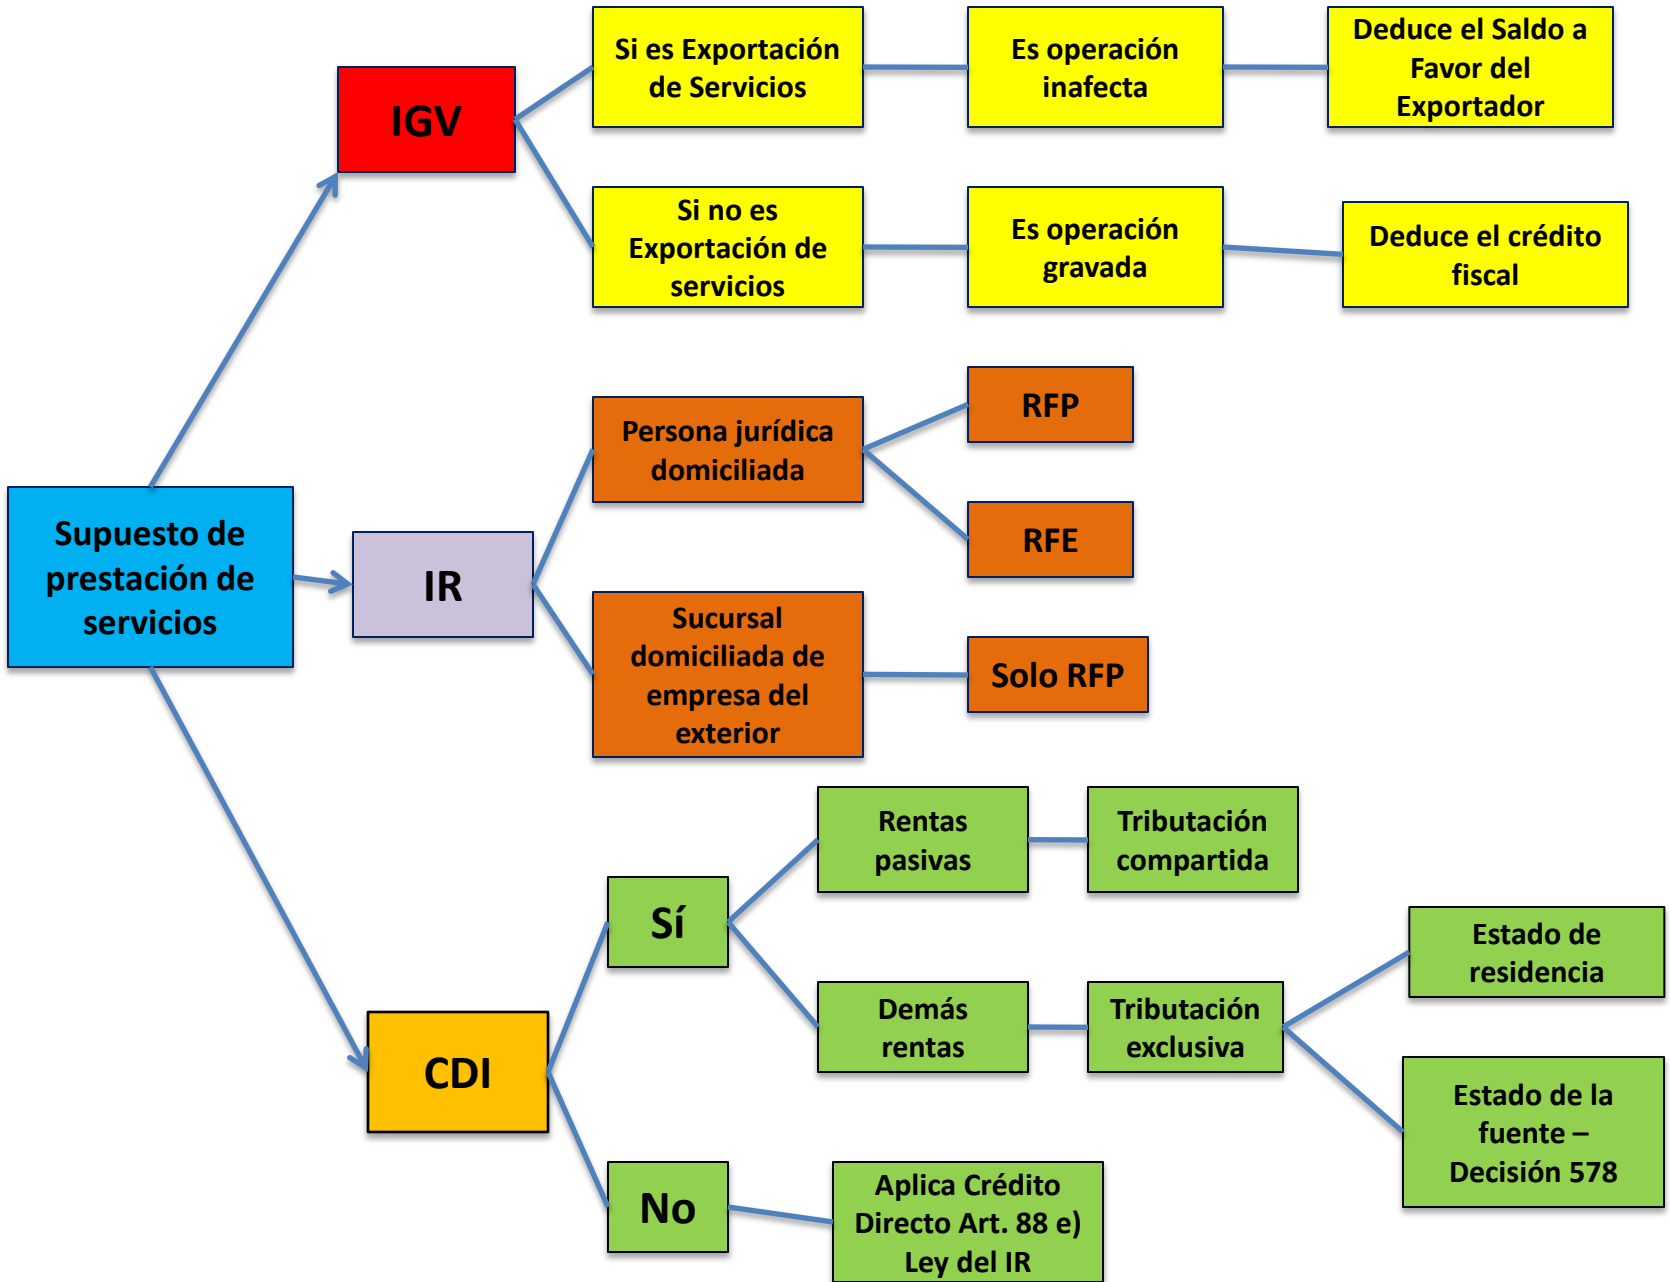 Si es Exportación
de Servicios
Es operación
inafecta
Deduce el Saldo a
Favor del
Exportador
IGV
Si no es
Exportación de
servicios
Es operación
gravada
Deduce el crédito
fiscal
Supuesto de
prestación de
servicios
IR
Persona jurídica
domiciliada
RFP
RFE
Sucursal
domiciliada de
empresa del
exterior
Solo RFP
CDI
Sí
Rentas
pasivas
Tributación
compartida
Demás
rentas
Tributación
exclusiva
Estado de
residencia
Estado de la
fuente –
Decisión 578
No
Aplica Crédito
Directo Art. 88 e)
Ley del IR